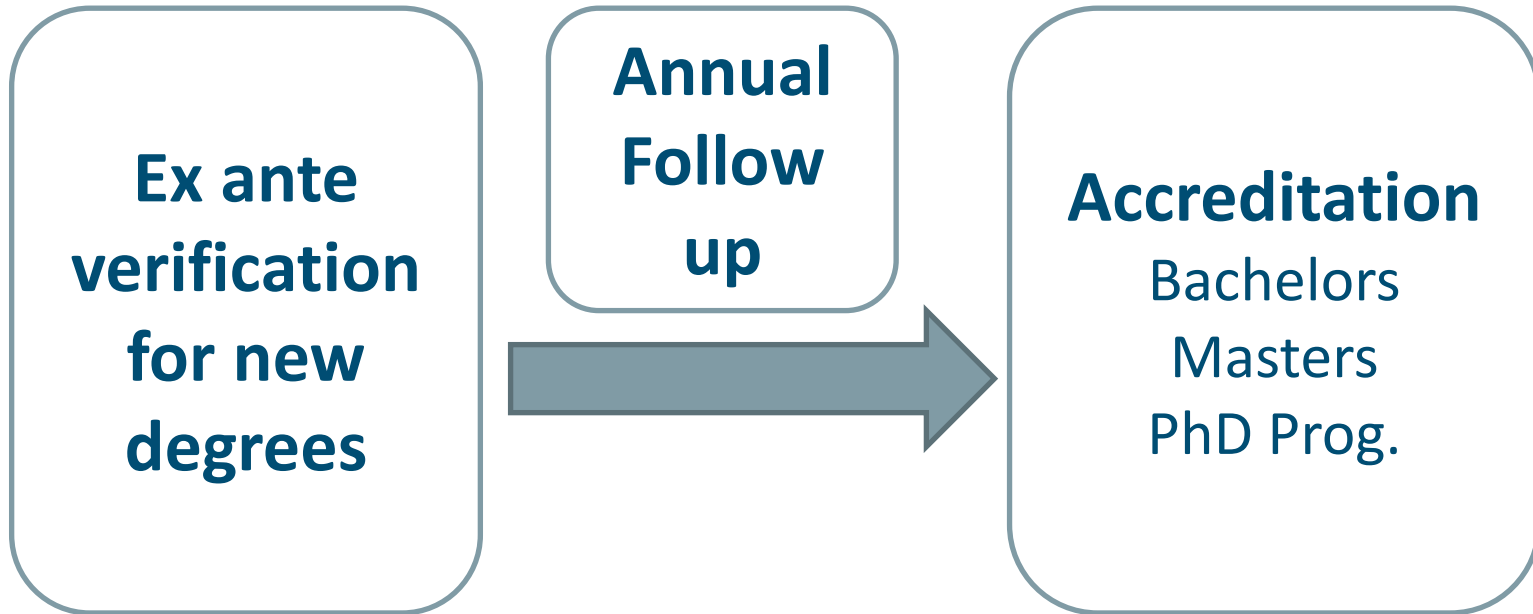 Ex ante
verification
for new
degrees
Annual
Follow
up
Accreditation
Bachelors
Masters
PhD Prog.